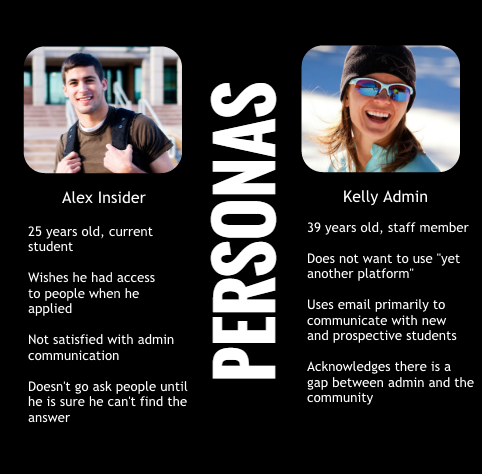 PERSONAS
Alex Insider
25 years old, current
student
Wishes he had access
to people when he
applied
Not satisfied with admin
communication
Doesn't go ask people until
he is sure he can't find the
answer
Kelly Admin
39 years old, staff member
Does not want to use "yet
another platform"
Uses email primarily to
communicate with new
and prospective students
Acknowledges there is a
gap between admin and the
community